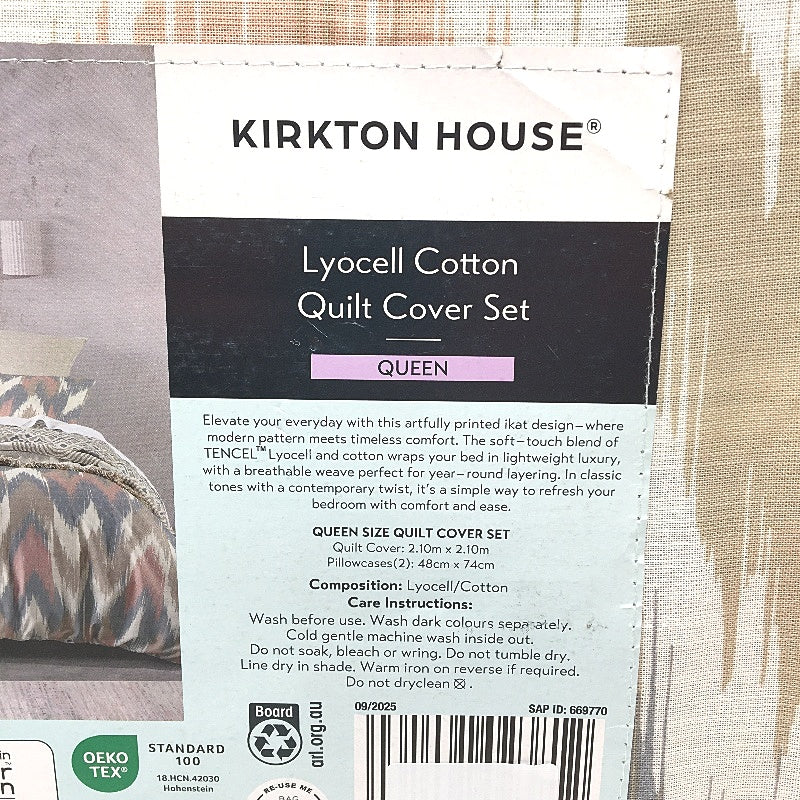 KIRKTON HOUSE®
Lyocell Cotton
Quilt Cover Set
QUEEN
Elevate your everyday with this artfully printed ikat design–where
modern pattern meets timeless comfort. The soft–touch blend of
TENCEL™ Lyocell and cotton wraps your bed in lightweight luxury,
with a breathable weave perfect for year–round layering. In classic
tones with a contemporary twist, it's a simple way to refresh your
bedroom with comfort and ease.
QUEEN SIZE QUILT COVER SET
Quilt Cover: 2.10m x 2.10m
Pillowcases(2): 48cm x 74cm
Composition: Lyocell/Cotton
Care Instructions:
Wash before use. Wash dark colours separately.
Cold gentle machine wash inside out.
Do not soak, bleach or wring. Do not tumble dry.
Line dry in shade. Warm iron on reverse if required.
Do not dryclean
09/2025
SAP ID: 669770
Board
arl.org.au
OEKO
TEX®
STANDARD
100
18.HCN.42030
Hohenstein
RE-USE ME
BAG